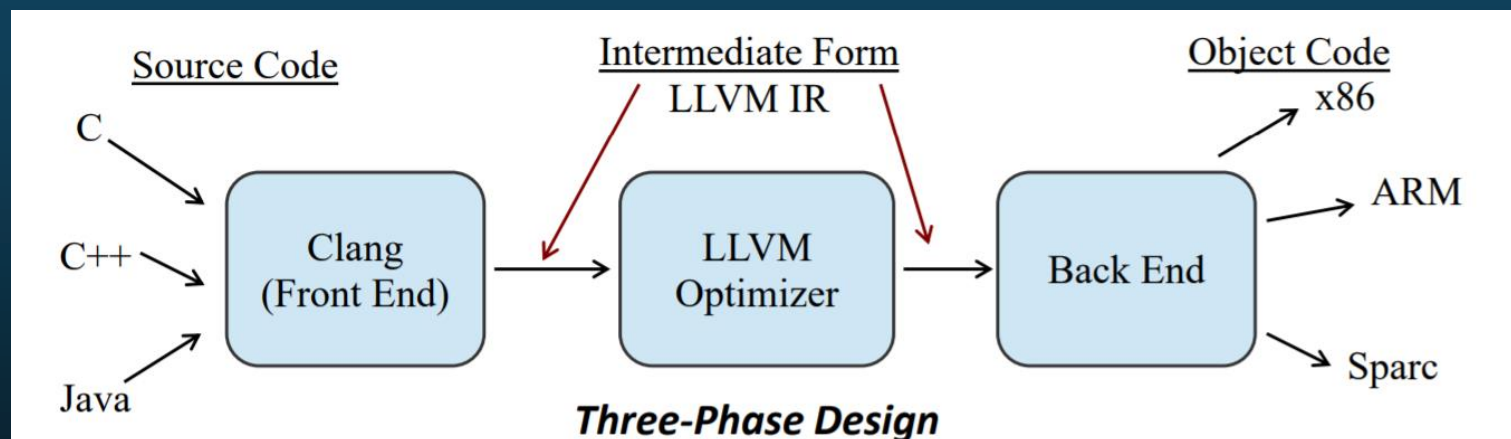 Source Code
Intermediate Form
LLVM IR
Object Code
C
C++
Java
Clang
(Front End)
LLVM
Optimizer
Back End
x86
ARM
Sparc
Three-Phase Design